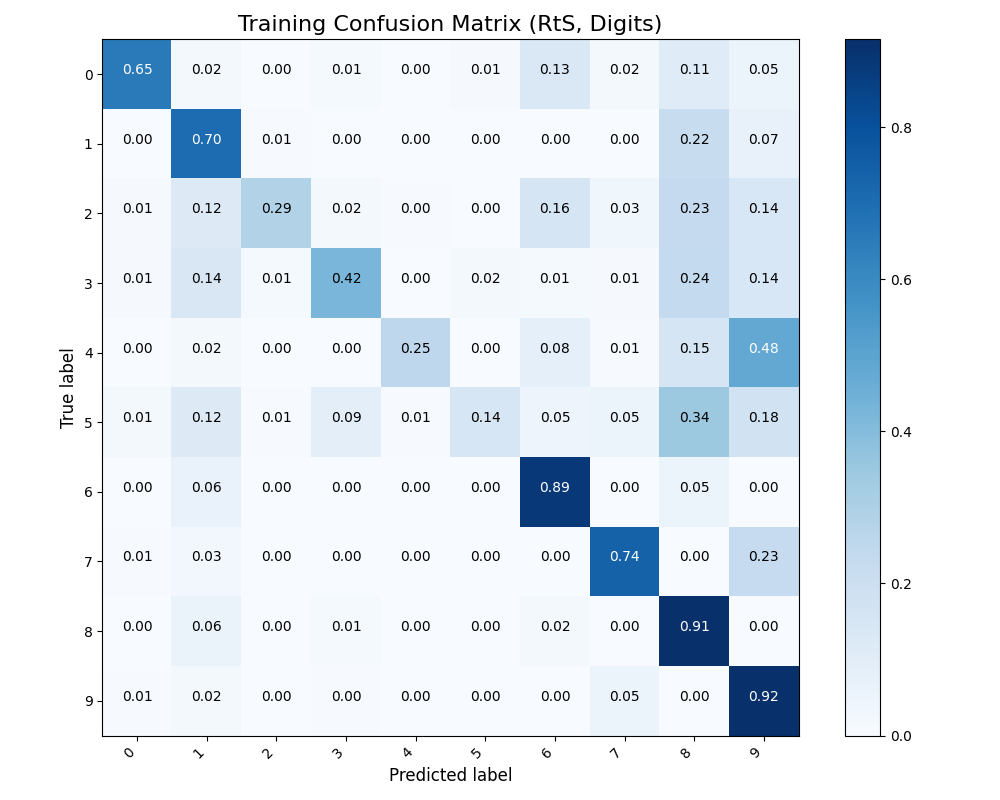 Training Confusion Matrix (RtS, Digits)
0 0.65 0.02 0.00 0.01 0.00 0.01 0.13 0.02 0.11 0.05
1 0.00 0.70 0.01 0.00 0.00 0.00 0.00 0.00 0.22 0.07
2 0.01 0.12 0.29 0.02 0.00 0.00 0.16 0.03 0.23 0.14
3 0.01 0.14 0.01 0.42 0.00 0.02 0.01 0.01 0.24 0.14
4 0.00 0.02 0.00 0.00 0.25 0.00 0.08 0.01 0.15 0.48
5 0.01 0.12 0.01 0.09 0.01 0.14 0.05 0.05 0.34 0.18
6 0.00 0.06 0.00 0.00 0.00 0.00 0.89 0.00 0.05 0.00
7 0.01 0.03 0.00 0.00 0.00 0.00 0.00 0.74 0.00 0.23
8 0.00 0.06 0.00 0.01 0.00 0.00 0.02 0.00 0.91 0.00
9 0.01 0.02 0.00 0.00 0.00 0.00 0.00 0.05 0.00 0.92
0 1 2 3 4 5 6 7 8 9
Predicted label
True label
0.8
0.6
0.4
0.2
0.0